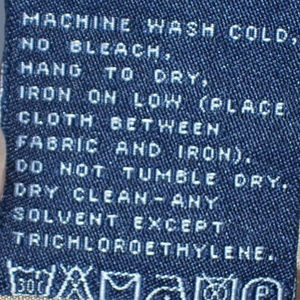 MACHINE WASH COLD,
NO BLEACH,
HANG TO DRY,
IRON ON LOW (PLACE
CLOTH BETWEEN
FABRIC AND IRON).
DO NOT TUMBLE DRY.
DRY CLEAN-ANY
SOLVENT EXCEPT
TRICHLOROETHYLENE.
30C P